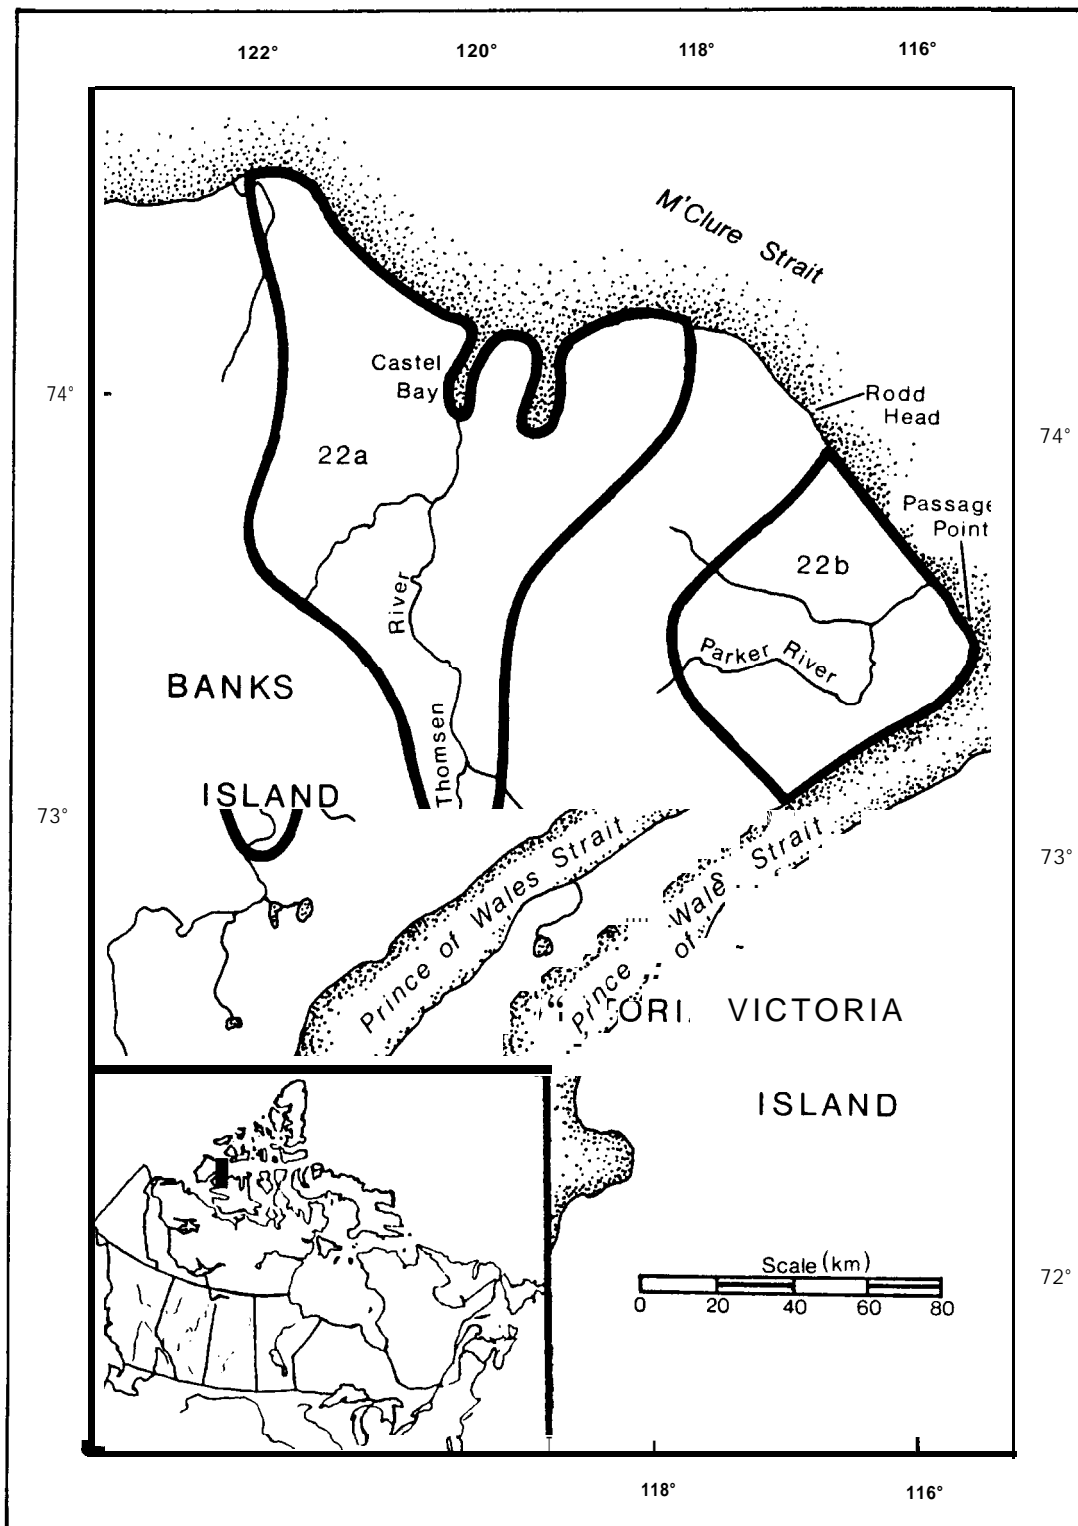 122° 120° 118° 116°
M'Clure Strait
Castel
Bay
74°
Rodd
Head
74°
22a
Passage
Point
22b
River
Parker River
BANKS
Thomsen
ISLAND
73°
73°
Prince of Wales Strait
Prince of Wales Strait
ORI
VICTORIA
ISLAND
Scale (km)
0 20 40 60 80
72°
118° 116°